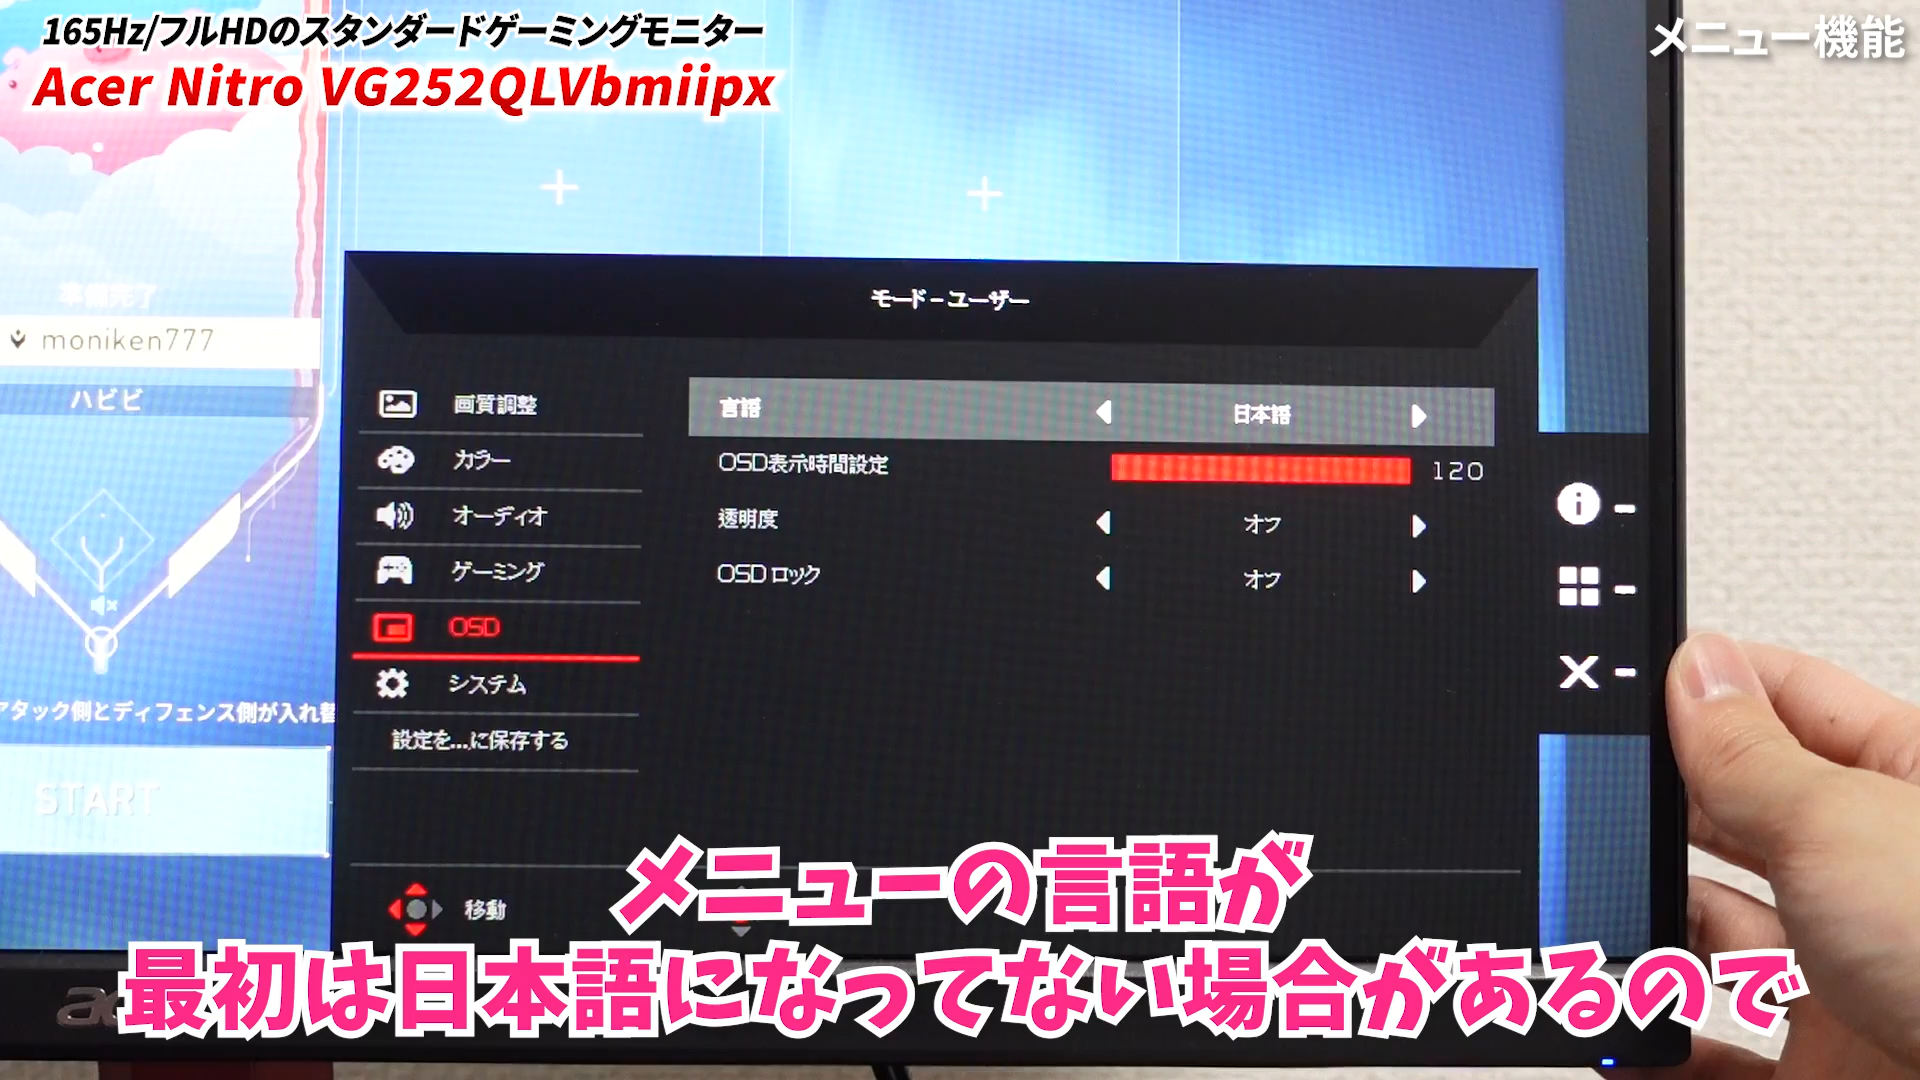 165Hz/フルHDのスタンダードゲーミングモニター
Acer Nitro VG252QLVbmiipx
メニュー機能
準備完了
moniken777
ハビビ
アタック側とディフェンス側が入れ替
START
モード - ユーザー
画質調整
カラー
オーディオ
ゲーミング
OSD
システム
設定を...に保存する
言語 日本語
OSD表示時間設定 120
透明度 オフ
OSD ロック オフ
移動
メニューの言語が
最初は日本語になってない場合があるので